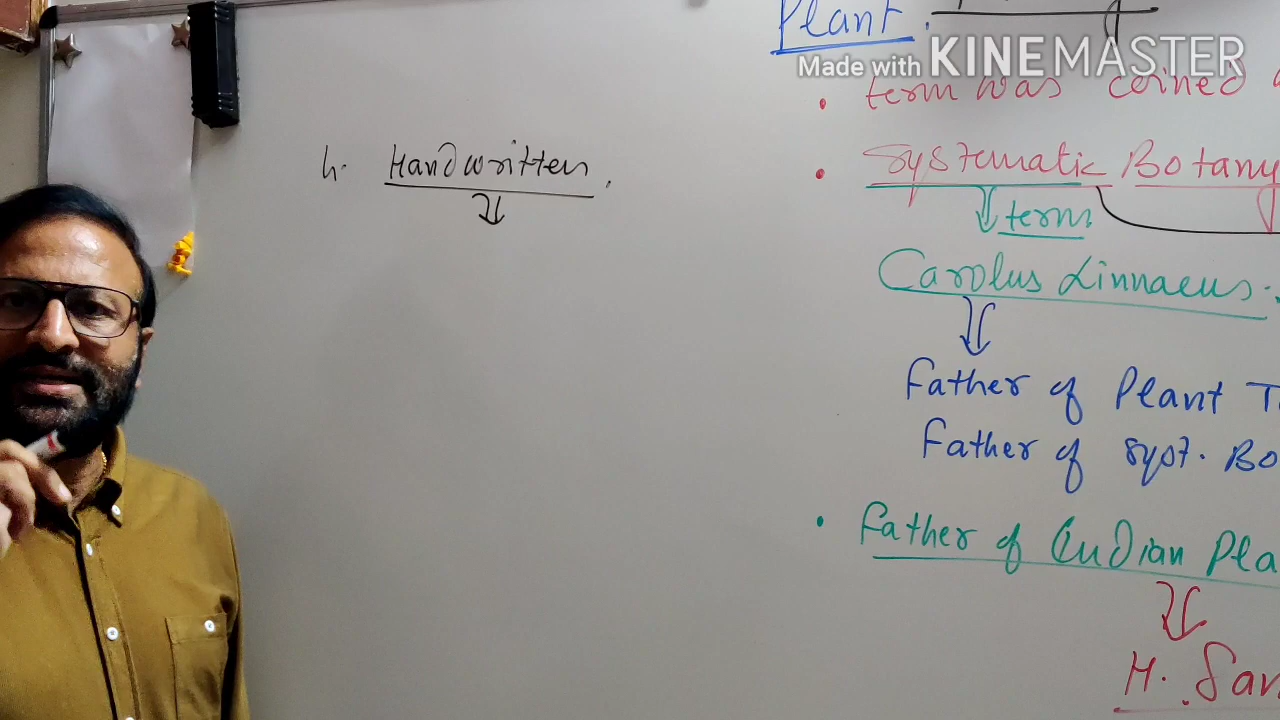 Plant.
Made with KINEMASTER
• term was coined
• Systematic Botany
term
Carolus Linnaeus.
Father of Plant T
Father of Syst. Bo
• Father of Indian Pla
H. San
h. Handwritten.